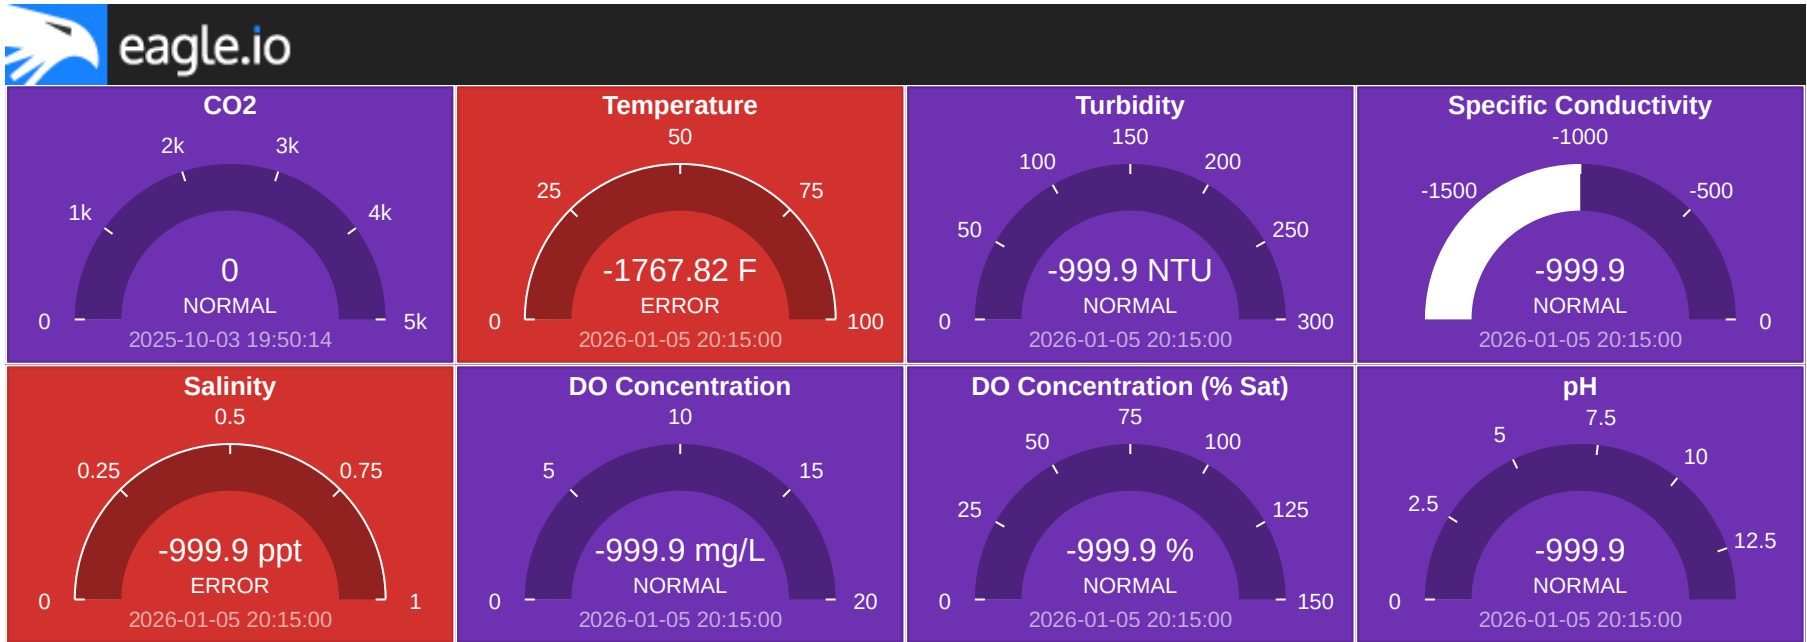 eagle.io
CO2
2k
3k
1k
4k
0
NORMAL
0
5k
2025-10-03 19:50:14
Temperature
50
25
75
-1767.82 F
ERROR
0
100
2026-01-05 20:15:00
Turbidity
150
100
200
50
250
-999.9 NTU
NORMAL
0
300
2026-01-05 20:15:00
Specific Conductivity
-1000
-1500
-500
-999.9
NORMAL
0
2026-01-05 20:15:00
Salinity
0.5
0.25
0.75
-999.9 ppt
ERROR
0
1
2026-01-05 20:15:00
DO Concentration
10
5
15
-999.9 mg/L
NORMAL
0
20
2026-01-05 20:15:00
DO Concentration (% Sat)
75
50
100
25
125
-999.9 %
NORMAL
0
150
2026-01-05 20:15:00
pH
7.5
5
10
2.5
12.5
-999.9
NORMAL
0
2026-01-05 20:15:00